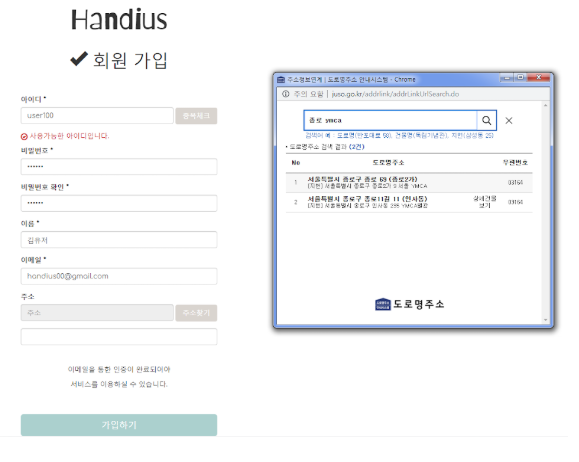 Handius
회원 가입
아이디 *
user100
중복체크
사용가능한 아이디입니다.
비밀번호 *
••••••
비밀번호 확인 *
••••••
이름 *
김유저
이메일 *
handius00@gmail.com
주소
주소
주소찾기
이메일을 통한 인증이 완료되어야
서비스를 이용하실 수 있습니다.
가입하기
주소정보연계 | 도로명주소 안내시스템 - Chrome
주의 요함 | juso.go.kr/addrlink/addrLinkUrlSearch.do
종로 ymca
검색어 예 : 도로명(반포대로 58), 건물명(독립기념관), 지번(삼성동 25)
도로명주소 검색 결과 (2건)
No 도로명주소 우편번호
1 서울특별시 종로구 종로 69 (종로2가) 03164
[지번] 서울특별시 종로구 종로2가 9 서울 YMCA
2 서울특별시 종로구 종로11길 11 (인사동) 상세건물 보기 03163
[지번] 서울특별시 종로구 인사동 295 YMCA별관
도로명주소